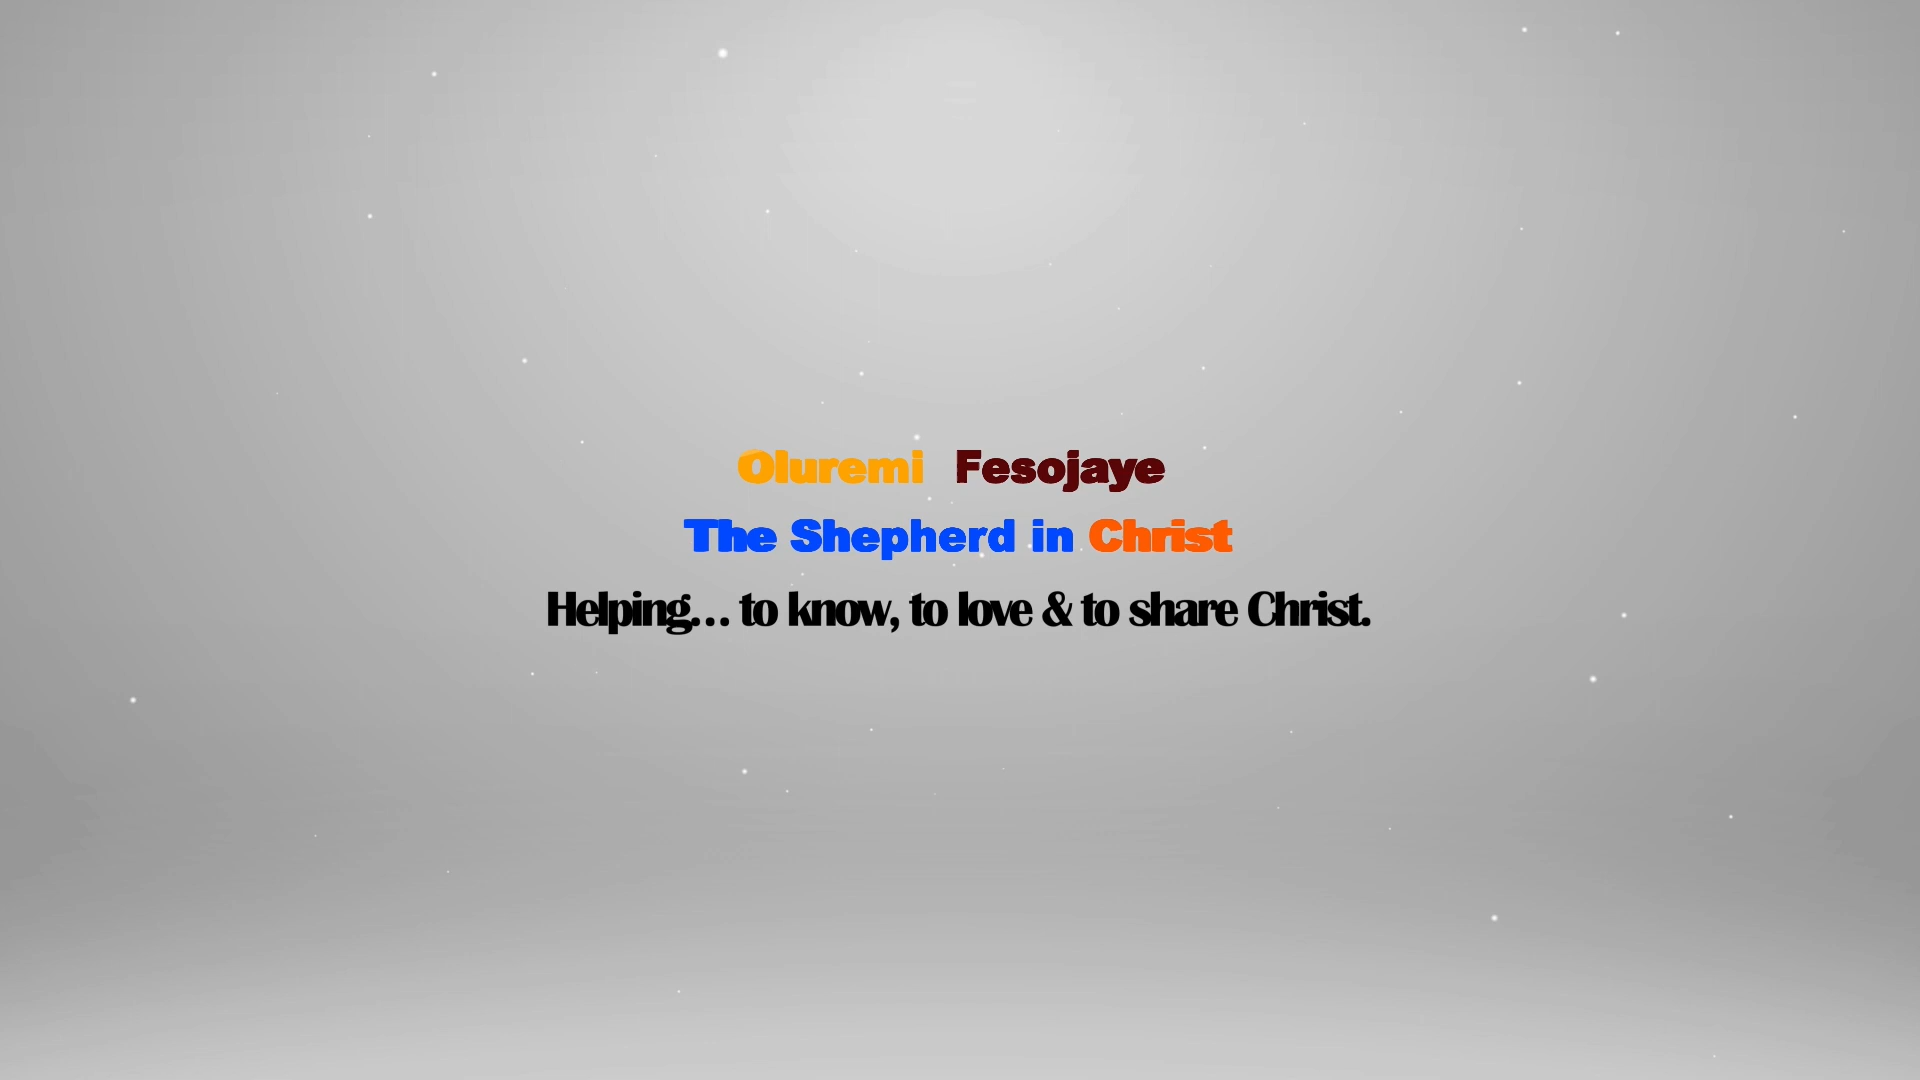 Oluremi Fesojaye
The Shepherd in Christ
Helping... to know, to love & to share Christ.